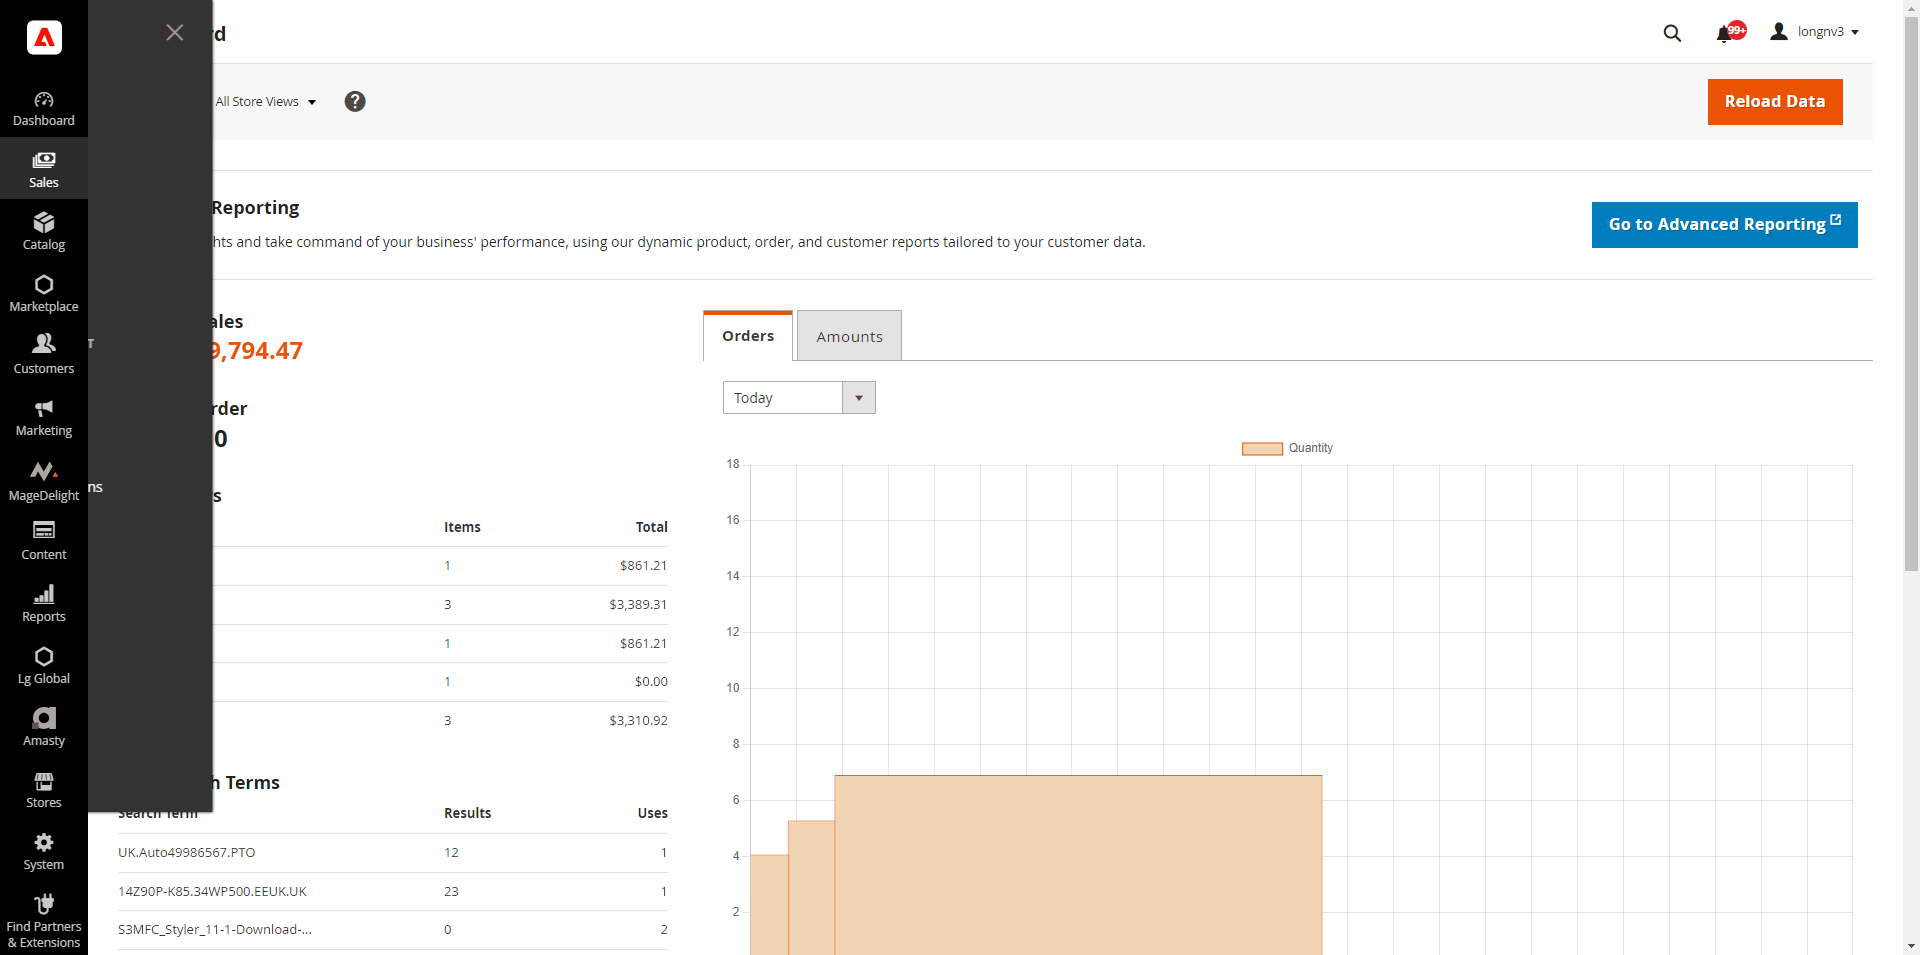 Dashboard
Sales
Catalog
Marketplace
Customers
Marketing
MageDelight
Content
Reports
Lg Global
Amasty
Stores
System
Find Partners
& Extensions
T
ns
rd
99+
longnv3
All Store Views
?
Reload Data
Reporting
hts and take command of your business' performance, using our dynamic product, order, and customer reports tailored to your customer data.
Go to Advanced Reporting
ales
9,794.47
rder
0
s
Items Total
1 $861.21
3 $3,389.31
1 $861.21
1 $0.00
3 $3,310.92
h Terms
Search Term Results Uses
UK.Auto49986567.PTO 12 1
14Z90P-K85.34WP500.EEUK.UK 23 1
S3MFC_Styler_11-1-Download-... 0 2
Orders Amounts
Today
Quantity
18
16
14
12
10
8
6
4
2